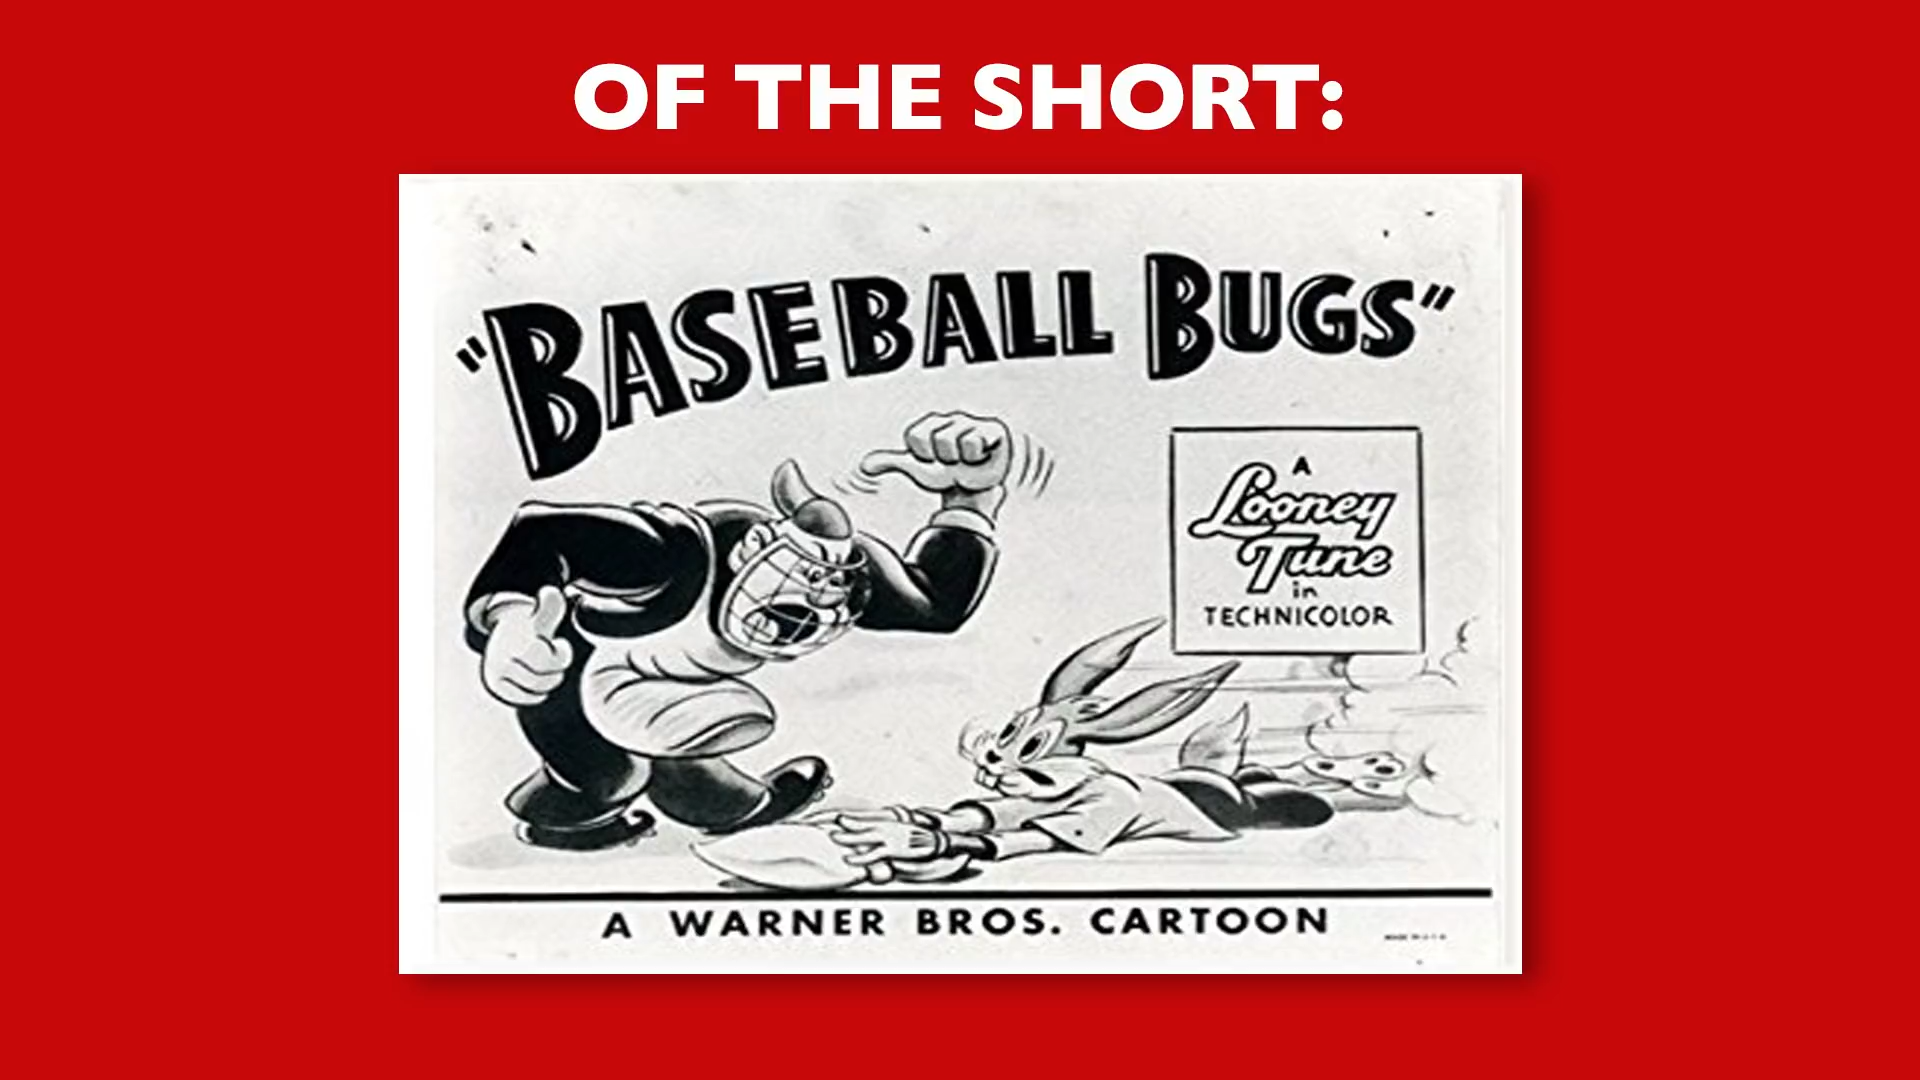 OF THE SHORT:
"BASEBALL BUGS"
A
Looney
Tune
in
TECHNICOLOR
A WARNER BROS. CARTOON